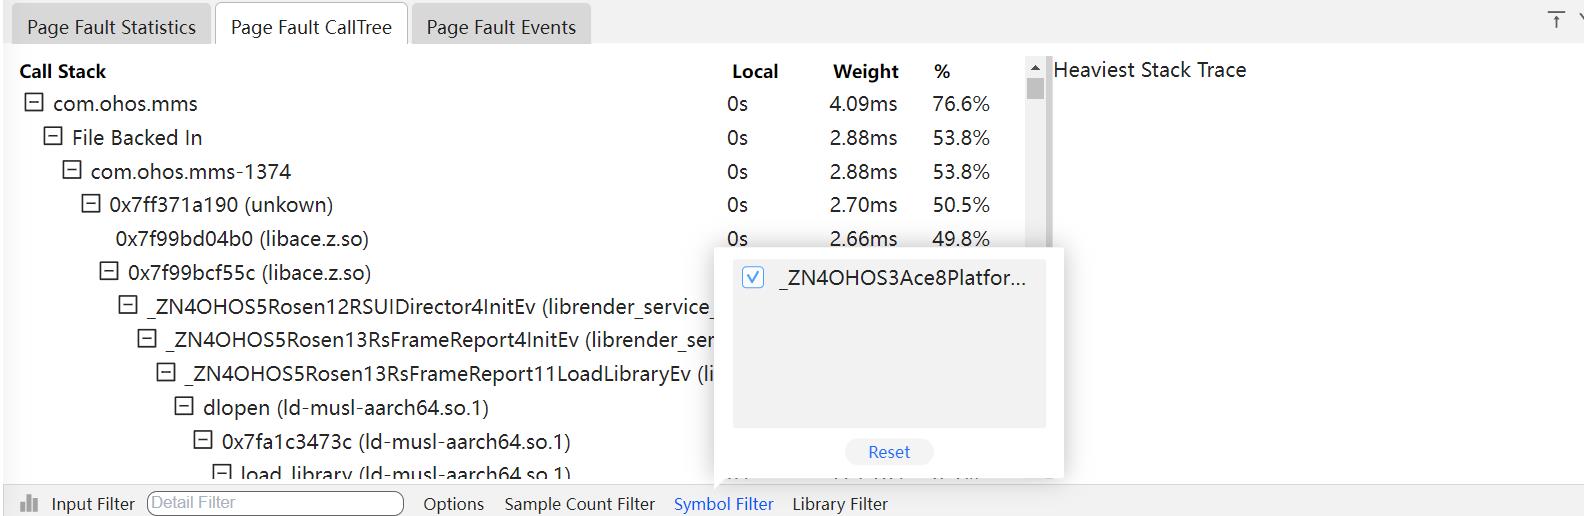 Page Fault Statistics Page Fault CallTree Page Fault Events
Call Stack Local Weight %
com.ohos.mms 0s 4.09ms 76.6%
File Backed In 0s 2.88ms 53.8%
com.ohos.mms-1374 0s 2.88ms 53.8%
0x7ff371a190 (unkown) 0s 2.70ms 50.5%
0x7f99bd04b0 (libace.z.so) 0s 2.66ms 49.8%
0x7f99bcf55c (libace.z.so)
_ZN4OHOS5Rosen12RSUIDirector4InitEv (librender_service_
_ZN4OHOS5Rosen13RsFrameReport4InitEv (librender_ser
_ZN4OHOS5Rosen13RsFrameReport11LoadLibraryEv (li
dlopen (ld-musl-aarch64.so.1)
0x7fa1c3473c (ld-musl-aarch64.so.1)
load_library (ld-musl-aarch64.so.1)
Heaviest Stack Trace
_ZN4OHOS3Ace8Platfor...
Reset
Input Filter Detail Filter Options Sample Count Filter Symbol Filter Library Filter